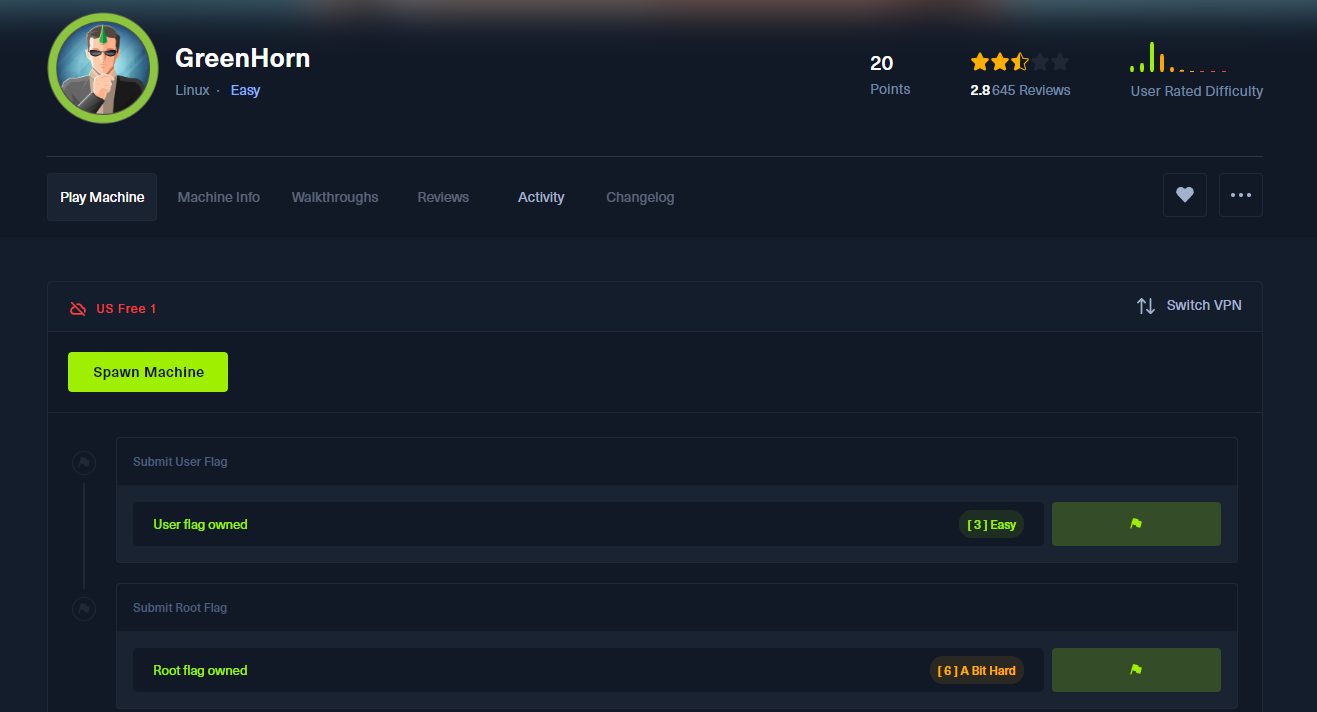 GreenHorn
Linux · Easy
20
Points
2.8 645 Reviews
User Rated Difficulty
Play Machine
Machine Info
Walkthroughs
Reviews
Activity
Changelog
US Free 1
Switch VPN
Spawn Machine
Submit User Flag
User flag owned
[ 3 ] Easy
Submit Root Flag
Root flag owned
[ 6 ] A Bit Hard